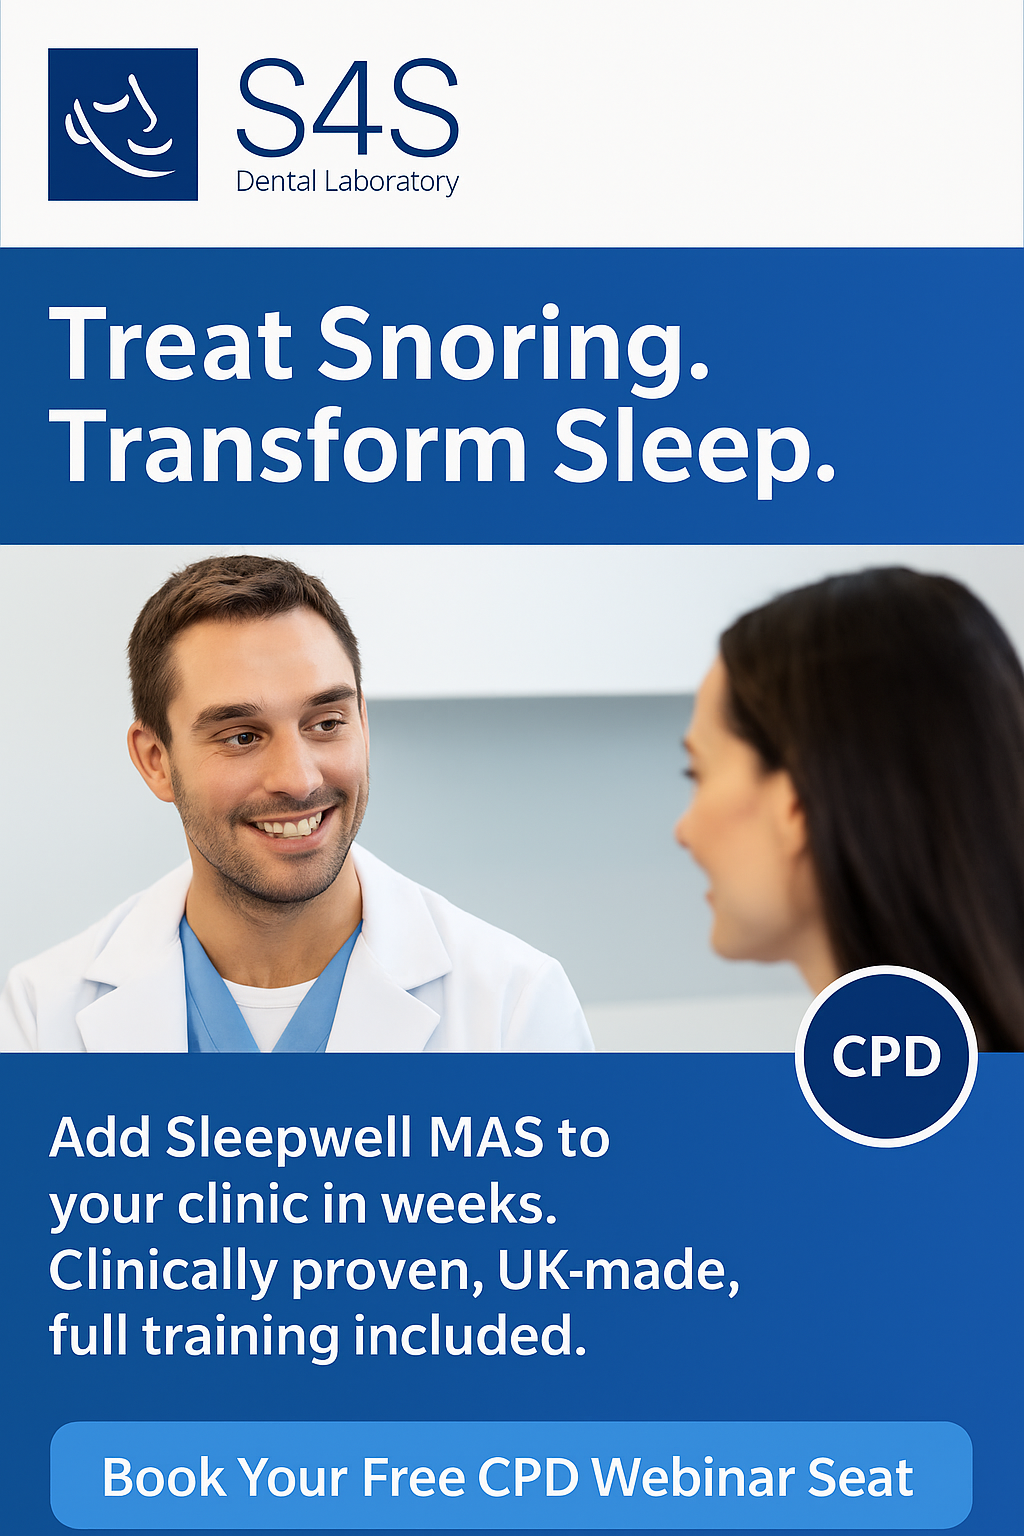 S4S
Dental Laboratory
Treat Snoring.
Transform Sleep.
CPD
Add Sleepwell MAS to
your clinic in weeks.
Clinically proven, UK-made,
full training included.
Book Your Free CPD Webinar Seat